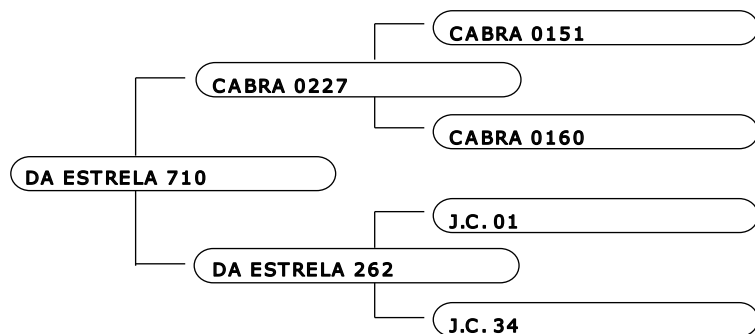 CABRA 0151
CABRA 0227
CABRA 0160
DA ESTRELA 710
J.C. 01
DA ESTRELA 262
J.C. 34